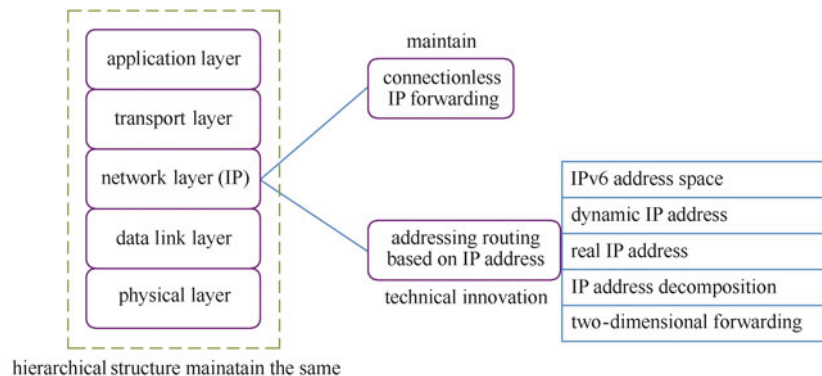 application layer
transport layer
network layer (IP)
data link layer
physical layer
hierarchical structure mainatain the same
maintain
connectionless
IP forwarding
addressing routing
based on IP address
technical innovation
IPv6 address space
dynamic IP address
real IP address
IP address decomposition
two-dimensional forwarding